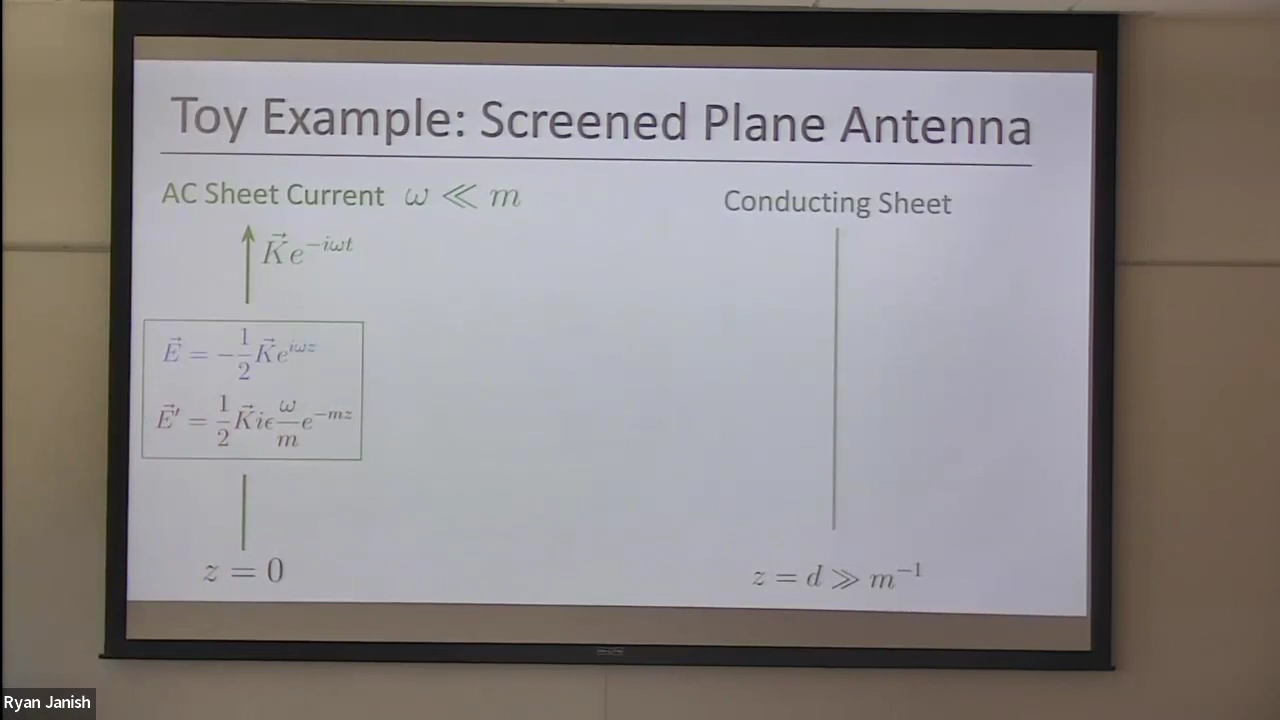 Toy Example: Screened Plane Antenna
AC Sheet Current ω ≪ m
Conducting Sheet
K⃗e^{−iωt}
E⃗ = −1/2 K⃗e^{iωz}
E⃗′ = 1/2 K⃗iϵ ω/m e^{−mz}
z = 0
z = d ≫ m^{−1}
Ryan Janish